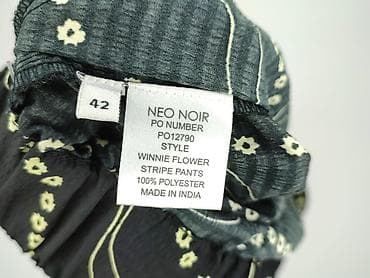 42
NEO NOIR
PO NUMBER
PO12790
STYLE
WINNIE FLOWER
STRIPE PANTS
100% POLYESTER
MADE IN INDIA